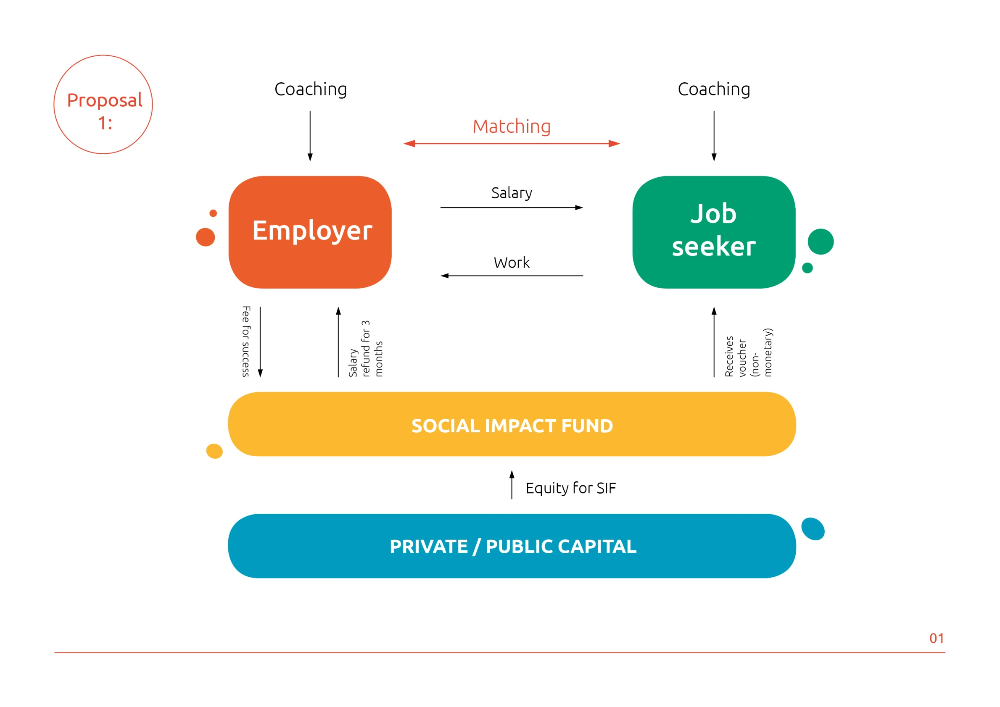 Proposal
1:
Coaching
Coaching
Matching
Employer
Salary
Work
Job
seeker
Fee for success
Salary
refund for 3
months
Receives
voucher
(non-
monetary)
SOCIAL IMPACT FUND
Equity for SIF
PRIVATE / PUBLIC CAPITAL
01